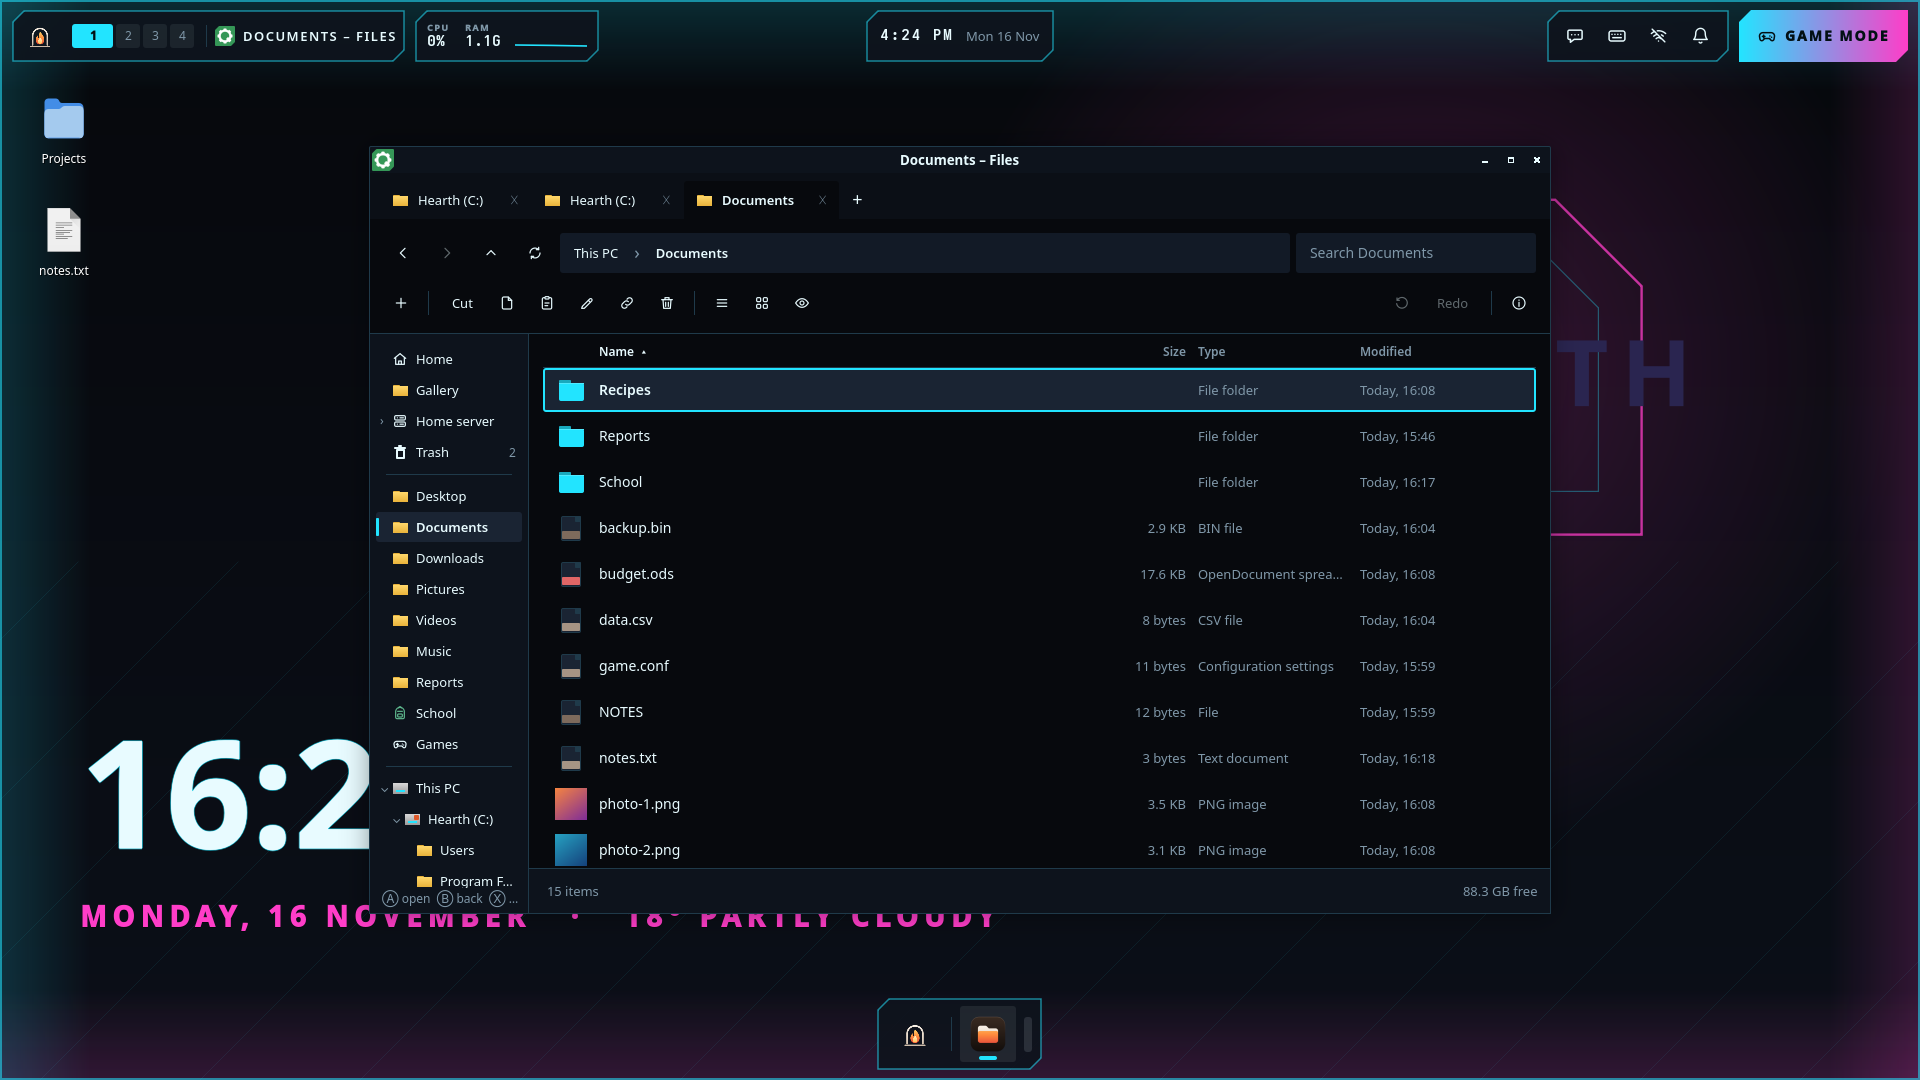 1 2 3 4 DOCUMENTS – FILES
CPU RAM
0% 1.1G
4:24 PM Mon 16 Nov
GAME MODE
Projects
notes.txt
Documents – Files
Hearth (C:) X Hearth (C:) X Documents X +
This PC › Documents
Search Documents
Cut
Redo
Home
Gallery
Home server
Trash 2
Desktop
Documents
Downloads
Pictures
Videos
Music
Reports
School
Games
This PC
Hearth (C:)
Users
Program F...
A open B back X ...
Name Size Type Modified
Recipes File folder Today, 16:08
Reports File folder Today, 15:46
School File folder Today, 16:17
backup.bin 2.9 KB BIN file Today, 16:04
budget.ods 17.6 KB OpenDocument sprea... Today, 16:08
data.csv 8 bytes CSV file Today, 16:04
game.conf 11 bytes Configuration settings Today, 15:59
NOTES 12 bytes File Today, 15:59
notes.txt 3 bytes Text document Today, 16:18
photo-1.png 3.5 KB PNG image Today, 16:08
photo-2.png 3.1 KB PNG image Today, 16:08
15 items 88.3 GB free
TH
16:2
MONDAY, 16 NOVEMBER · 18° PARTLY CLOUDY